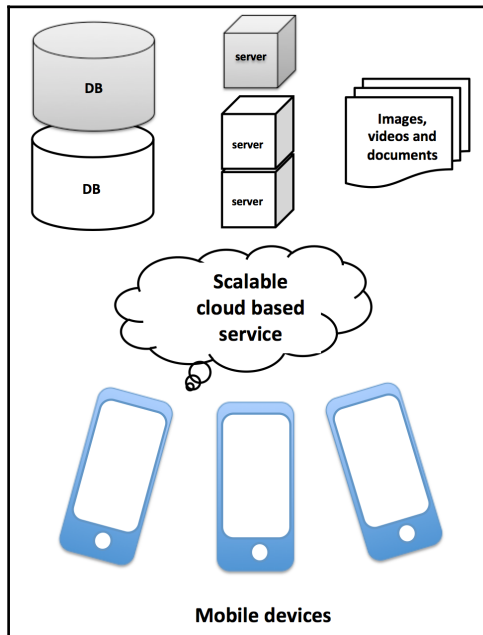 DB
DB
server
server
server
Images,
videos and
documents
Scalable
cloud based
service
Mobile devices